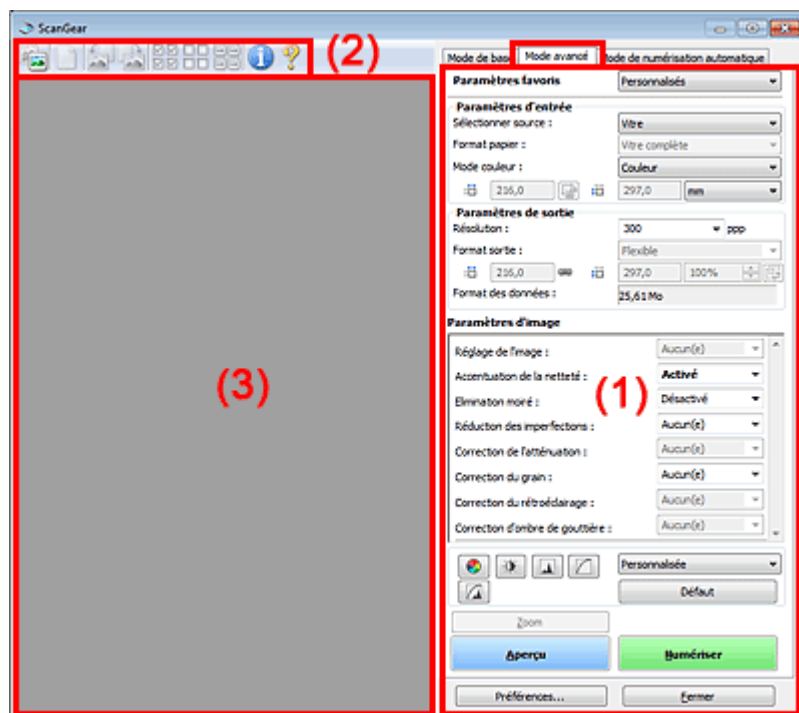 ScanGear
(2)
Mode de base Mode avancé Mode de numérisation automatique
Paramètres favoris Personnalisés
Paramètres d'entrée
Sélectionner source : Vitre
Format papier : Vitre complète
Mode couleur : Couleur
216,0 297,0 mm
Paramètres de sortie
Résolution : 300 ppp
Format sortie : Flexible
216,0 297,0 100%
Format des données : 25,61 Mo
Paramètres d'image
Réglage de l'image : Aucun(e)
Accentuation de la netteté : Activé
Elimination moiré : Désactivé
Réduction des imperfections : Aucun(e)
Correction de l'atténuation : Aucun(e)
Correction du grain : Aucun(e)
Correction du rétroéclairage : Aucun(e)
Correction d'ombre de gouttière : Aucun(e)
(3)
(1)
Personnalisée
Défaut
Zoom
Aperçu Numériser
Préférences... Fermer